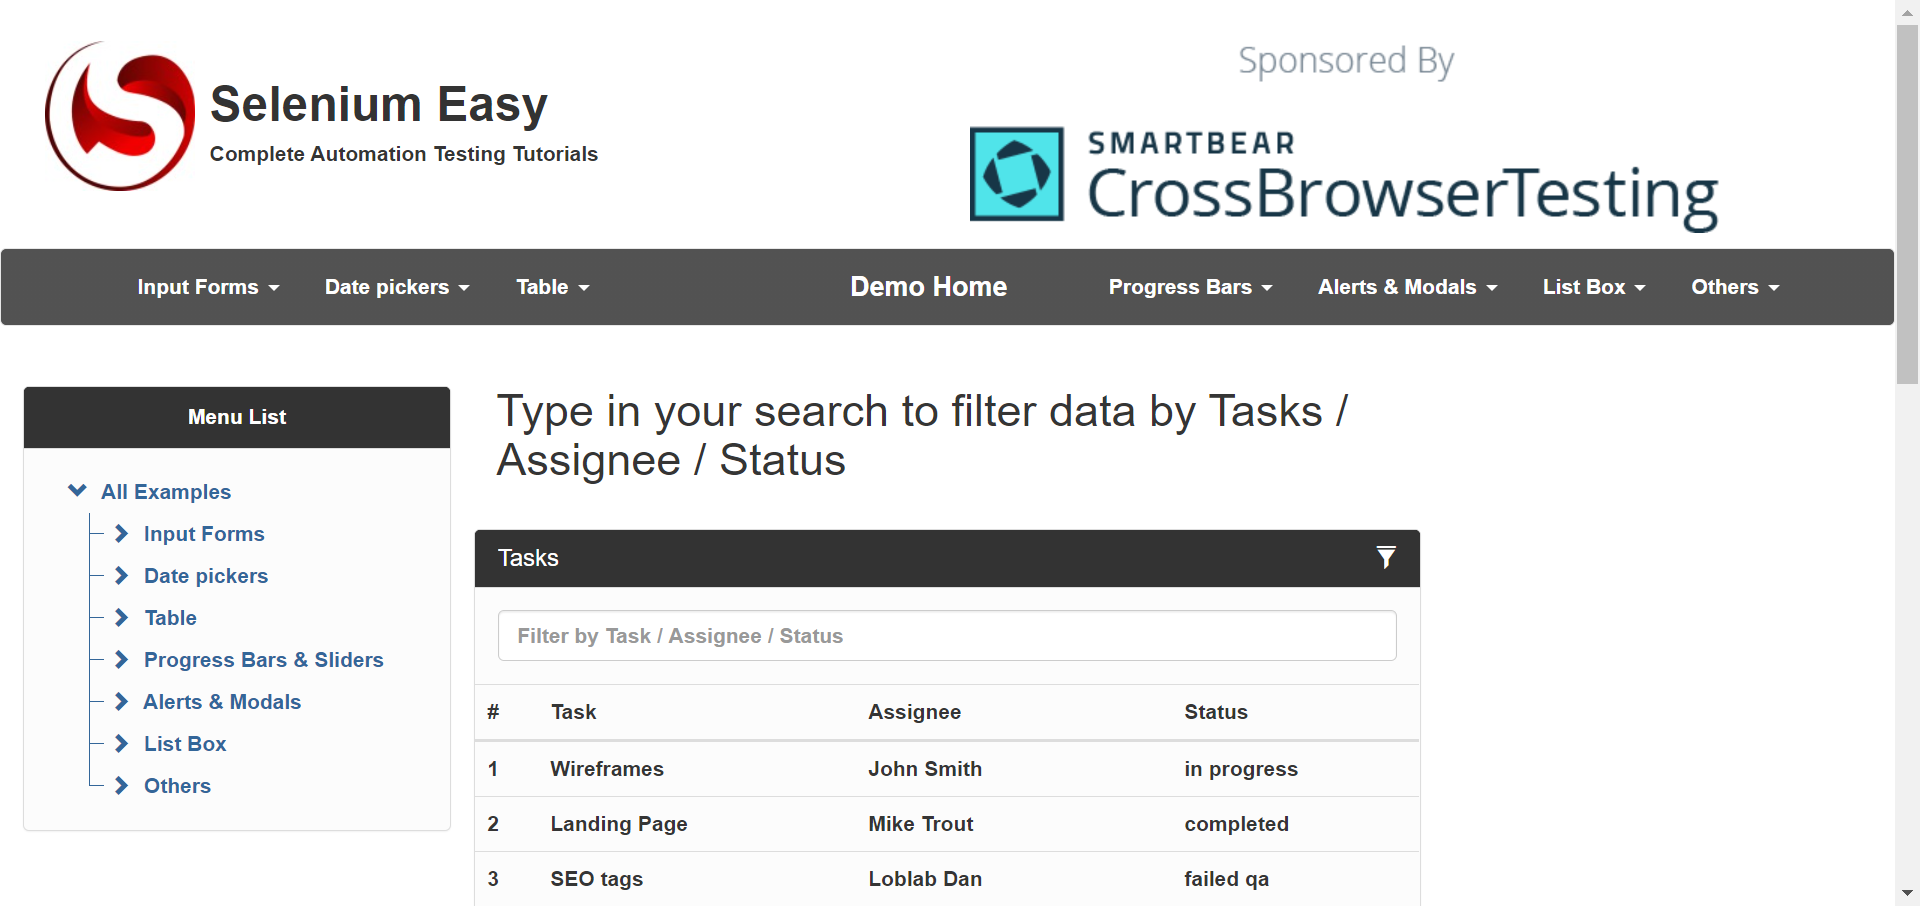 Selenium Easy
Complete Automation Testing Tutorials
Sponsored By
SMARTBEAR
CrossBrowserTesting
Input Forms Date pickers Table Demo Home Progress Bars Alerts & Modals List Box Others
Menu List
All Examples
Input Forms
Date pickers
Table
Progress Bars & Sliders
Alerts & Modals
List Box
Others
Type in your search to filter data by Tasks /
Assignee / Status
Tasks
Filter by Task / Assignee / Status
# Task Assignee Status
1 Wireframes John Smith in progress
2 Landing Page Mike Trout completed
3 SEO tags Loblab Dan failed qa